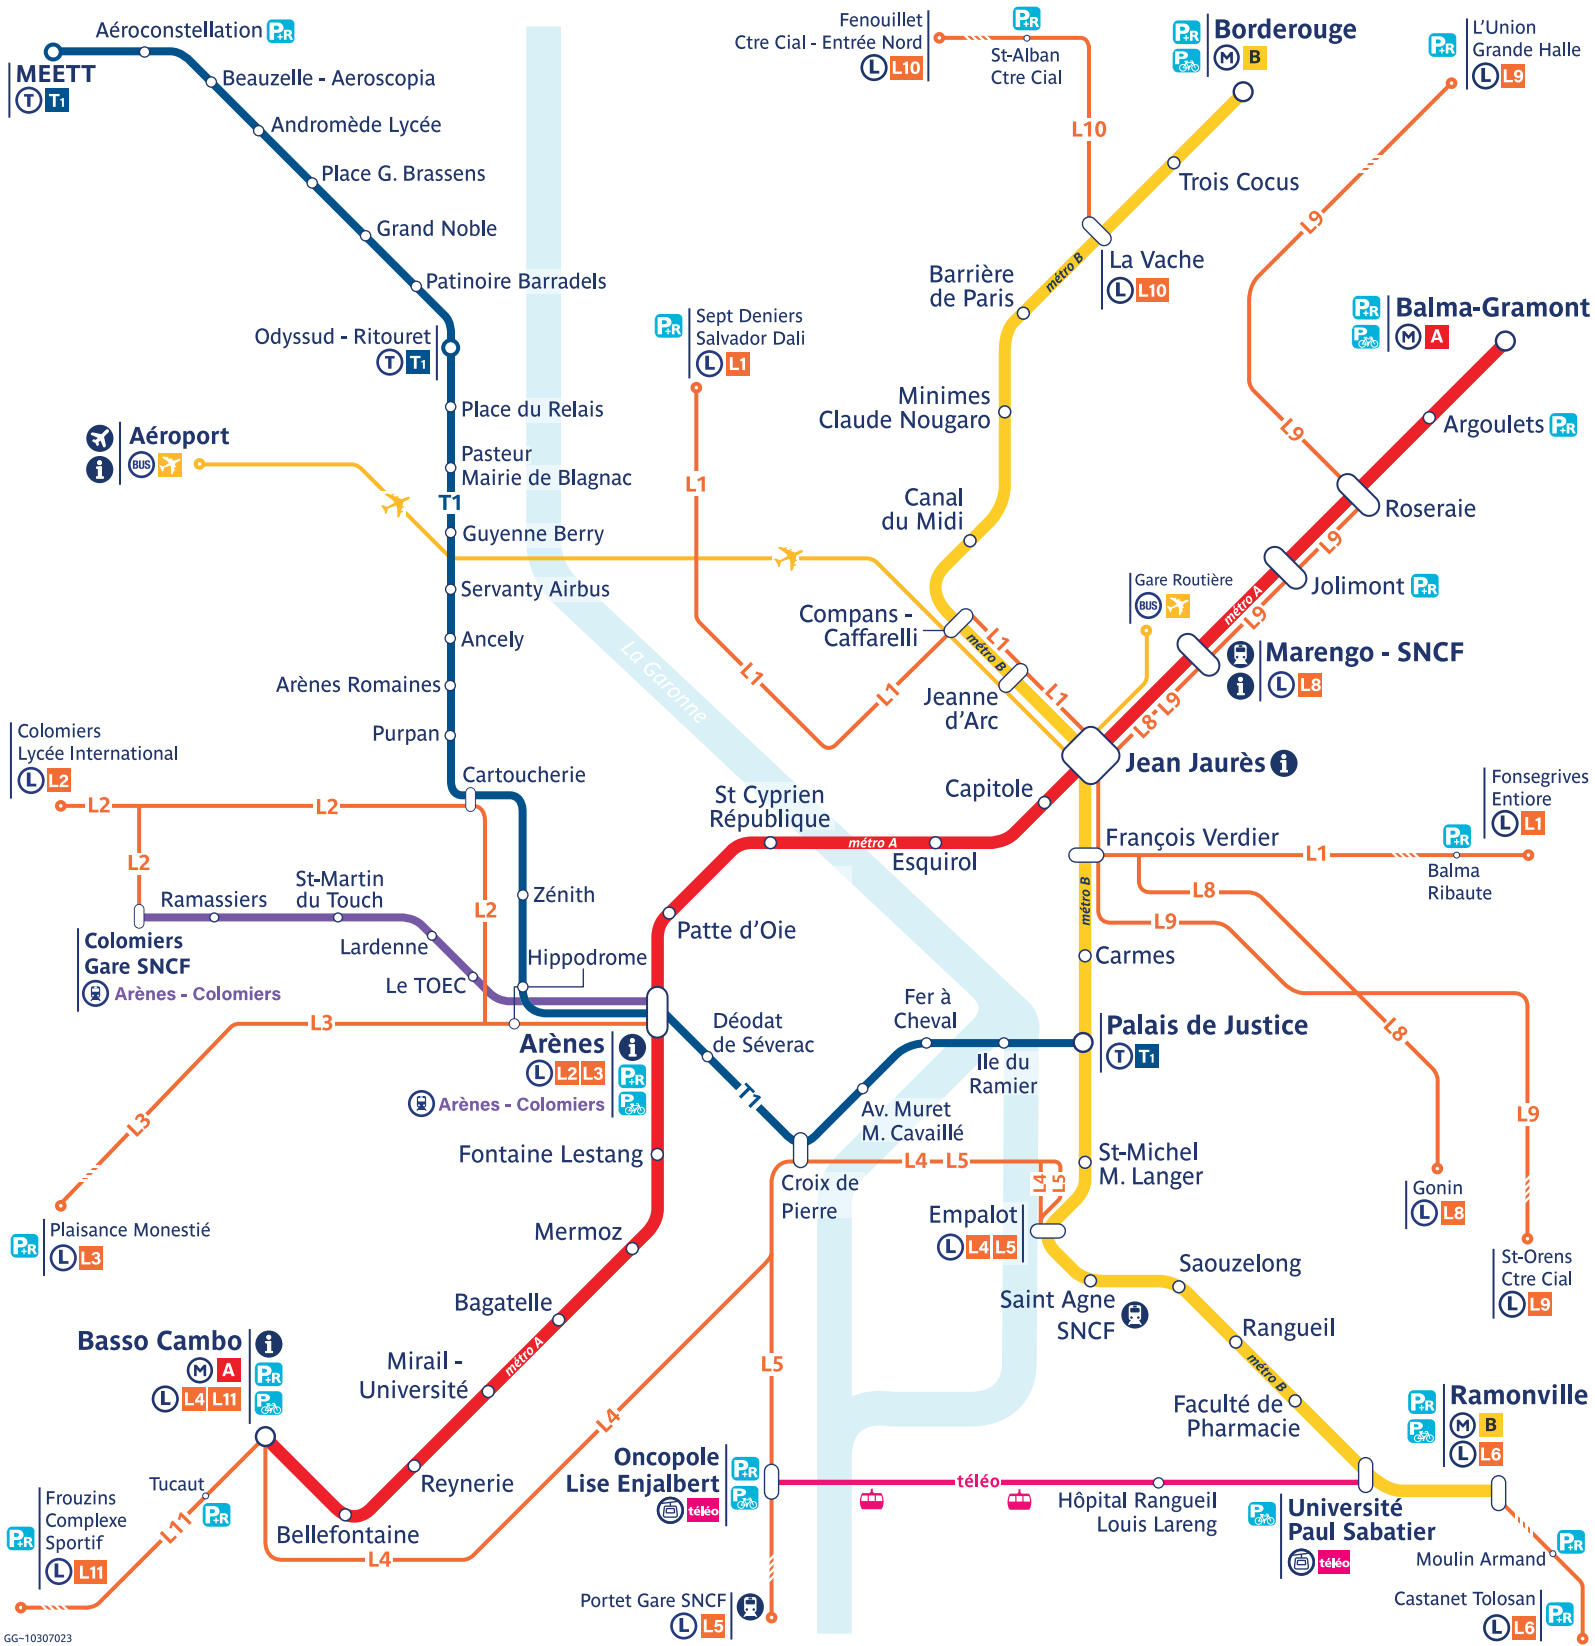 Aéroconstellation P+R
MEETT
T T1
Beauzelle - Aeroscopia
Andromède Lycée
Place G. Brassens
Grand Noble
Patinoire Barradels
Odyssud - Ritouret
T T1
Place du Relais
Pasteur
Mairie de Blagnac
T1
Guyenne Berry
Servanty Airbus
Ancely
Arènes Romaines
Purpan
Cartoucherie
Zénith
Hippodrome
i
Aéroport
BUS
Fenouillet
Ctre Cial - Entrée Nord
L L10
P+R
St-Alban
Ctre Cial
L10
P+R
P
Borderouge
M B
Trois Cocus
La Vache
L L10
métro B
Barrière
de Paris
Minimes
Claude Nougaro
Canal
du Midi
Compans -
Caffarelli
métro B
Jeanne
d'Arc
P+R
L'Union
Grande Halle
L L9
L9
L9
P+R
P
Balma-Gramont
M A
Argoulets P+R
Roseraie
L9
Jolimont P+R
métro A
L9
i
Marengo - SNCF
L L8
L8-L9
Gare Routière
BUS
Jean Jaurès i
P+R
Sept Deniers
Salvador Dali
L L1
L1
L1
L1
L1
L1
La Garonne
Capitole
Esquirol
métro A
St Cyprien
République
Patte d'Oie
Colomiers
Lycée International
L L2
L2
L2
L2
L2
Ramassiers
St-Martin
du Touch
Lardenne
Le TOEC
Colomiers
Gare SNCF
Arènes - Colomiers
L3
L3
Arènes i
L L2 L3 P+R
Arènes - Colomiers P
P+R
Plaisance Monestié
L L3
Déodat
de Séverac
T1
Croix de
Pierre
Av. Muret
M. Cavaillé
Fer à
Cheval
Ile du
Ramier
Palais de Justice
T T1
François Verdier
métro B
Carmes
L1
P+R
Balma
Ribaute
Fonsegrives
Entiore
L L1
L8
L9
L8
L9
Gonin
L L8
St-Orens
Ctre Cial
L L9
St-Michel
M. Langer
L4 L5
L4
L5
Empalot
L L4 L5
Saint Agne
SNCF
Saouzelong
Rangueil
métro B
Faculté de
Pharmacie
Fontaine Lestang
Mermoz
Bagatelle
métro A
Mirail -
Université
Reynerie
Bellefontaine
Basso Cambo i
M A P+R
L L4 L11 P
Tucaut
P+R
L11
P+R
Frouzins
Complexe
Sportif
L L11
L4
L4
L5
Oncopole P+R
Lise Enjalbert P
téléo
téléo
Hôpital Rangueil
Louis Lareng
P
Université
Paul Sabatier
téléo
P+R
P
Ramonville
M B
L L6
P+R
Moulin Armand
Castanet Tolosan
L L6
P+R
Portet Gare SNCF
L L5
GG~10307023